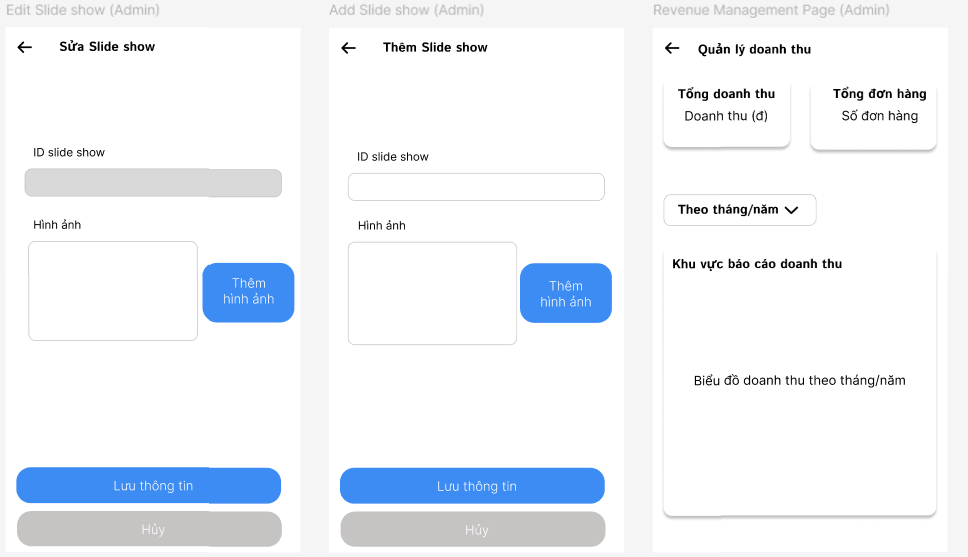 Edit Slide show (Admin)
Sửa Slide show
ID slide show
Hình ảnh
Thêm
hình ảnh
Lưu thông tin
Hủy
Add Slide show (Admin)
Thêm Slide show
ID slide show
Hình ảnh
Thêm
hình ảnh
Lưu thông tin
Hủy
Revenue Management Page (Admin)
Quản lý doanh thu
Tổng doanh thu
Doanh thu (đ)
Tổng đơn hàng
Số đơn hàng
Theo tháng/năm
Khu vực báo cáo doanh thu
Biểu đồ doanh thu theo tháng/năm